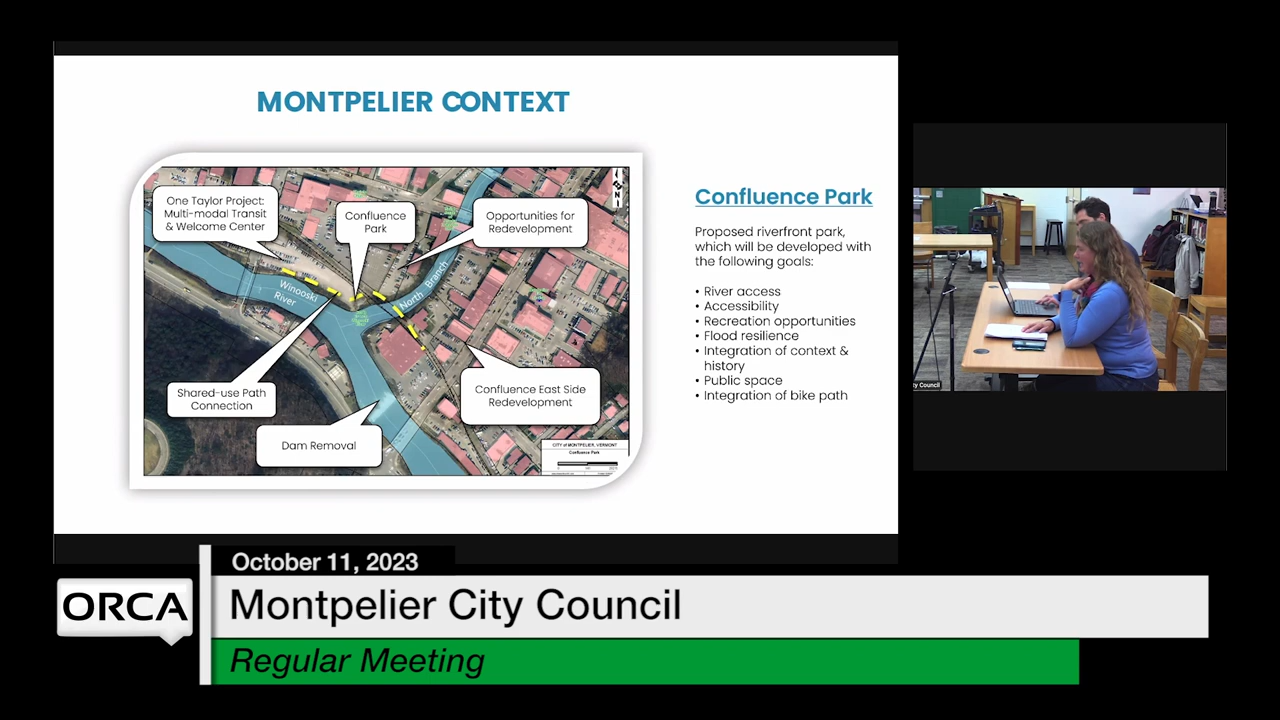 MONTPELIER CONTEXT
One Taylor Project:
Multi-modal Transit
& Welcome Center
Confluence
Park
Opportunities for
Redevelopment
Winooski
River
North Branch
Shared-use Path
Connection
Confluence East Side
Redevelopment
Dam Removal
CITY of MONTPELIER, VERMONT
Confluence Park
Confluence Park
Proposed riverfront park,
which will be developed with
the following goals:
• River access
• Accessibility
• Recreation opportunities
• Flood resilience
• Integration of context &
history
• Public space
• Integration of bike path
ty Council
October 11, 2023
ORCA
Montpelier City Council
Regular Meeting